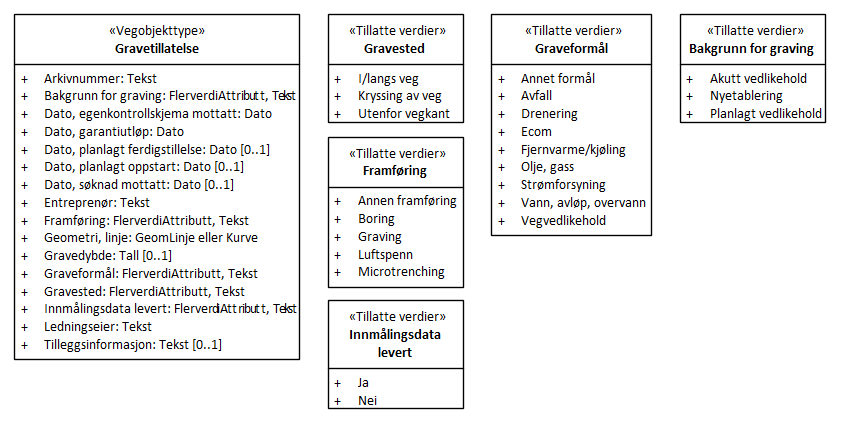 «Vegobjekttype»
Gravetillatelse
+ Arkivnummer: Tekst
+ Bakgrunn for graving: FlerverdiAttributt, Tekst
+ Dato, egenkontrollskjema mottatt: Dato
+ Dato, garantiutløp: Dato
+ Dato, planlagt ferdigstillelse: Dato [0..1]
+ Dato, planlagt oppstart: Dato [0..1]
+ Dato, søknad mottatt: Dato [0..1]
+ Entreprenør: Tekst
+ Framføring: FlerverdiAttributt, Tekst
+ Geometri, linje: GeomLinje eller Kurve
+ Gravedybde: Tall [0..1]
+ Graveformål: FlerverdiAttributt, Tekst
+ Gravested: FlerverdiAttributt, Tekst
+ Innmålingsdata levert: FlerverdiAttributt, Tekst
+ Ledningseier: Tekst
+ Tilleggsinformasjon: Tekst [0..1]
«Tillatte verdier»
Gravested
+ I/langs veg
+ Kryssing av veg
+ Utenfor vegkant
«Tillatte verdier»
Framføring
+ Annen framføring
+ Boring
+ Graving
+ Luftspenn
+ Microtrenching
«Tillatte verdier»
Innmålingsdata
levert
+ Ja
+ Nei
«Tillatte verdier»
Graveformål
+ Annet formål
+ Avfall
+ Drenering
+ Ecom
+ Fjernvarme/kjøling
+ Olje, gass
+ Strømforsyning
+ Vann, avløp, overvann
+ Vegvedlikehold
«Tillatte verdier»
Bakgrunn for graving
+ Akutt vedlikehold
+ Nyetablering
+ Planlagt vedlikehold